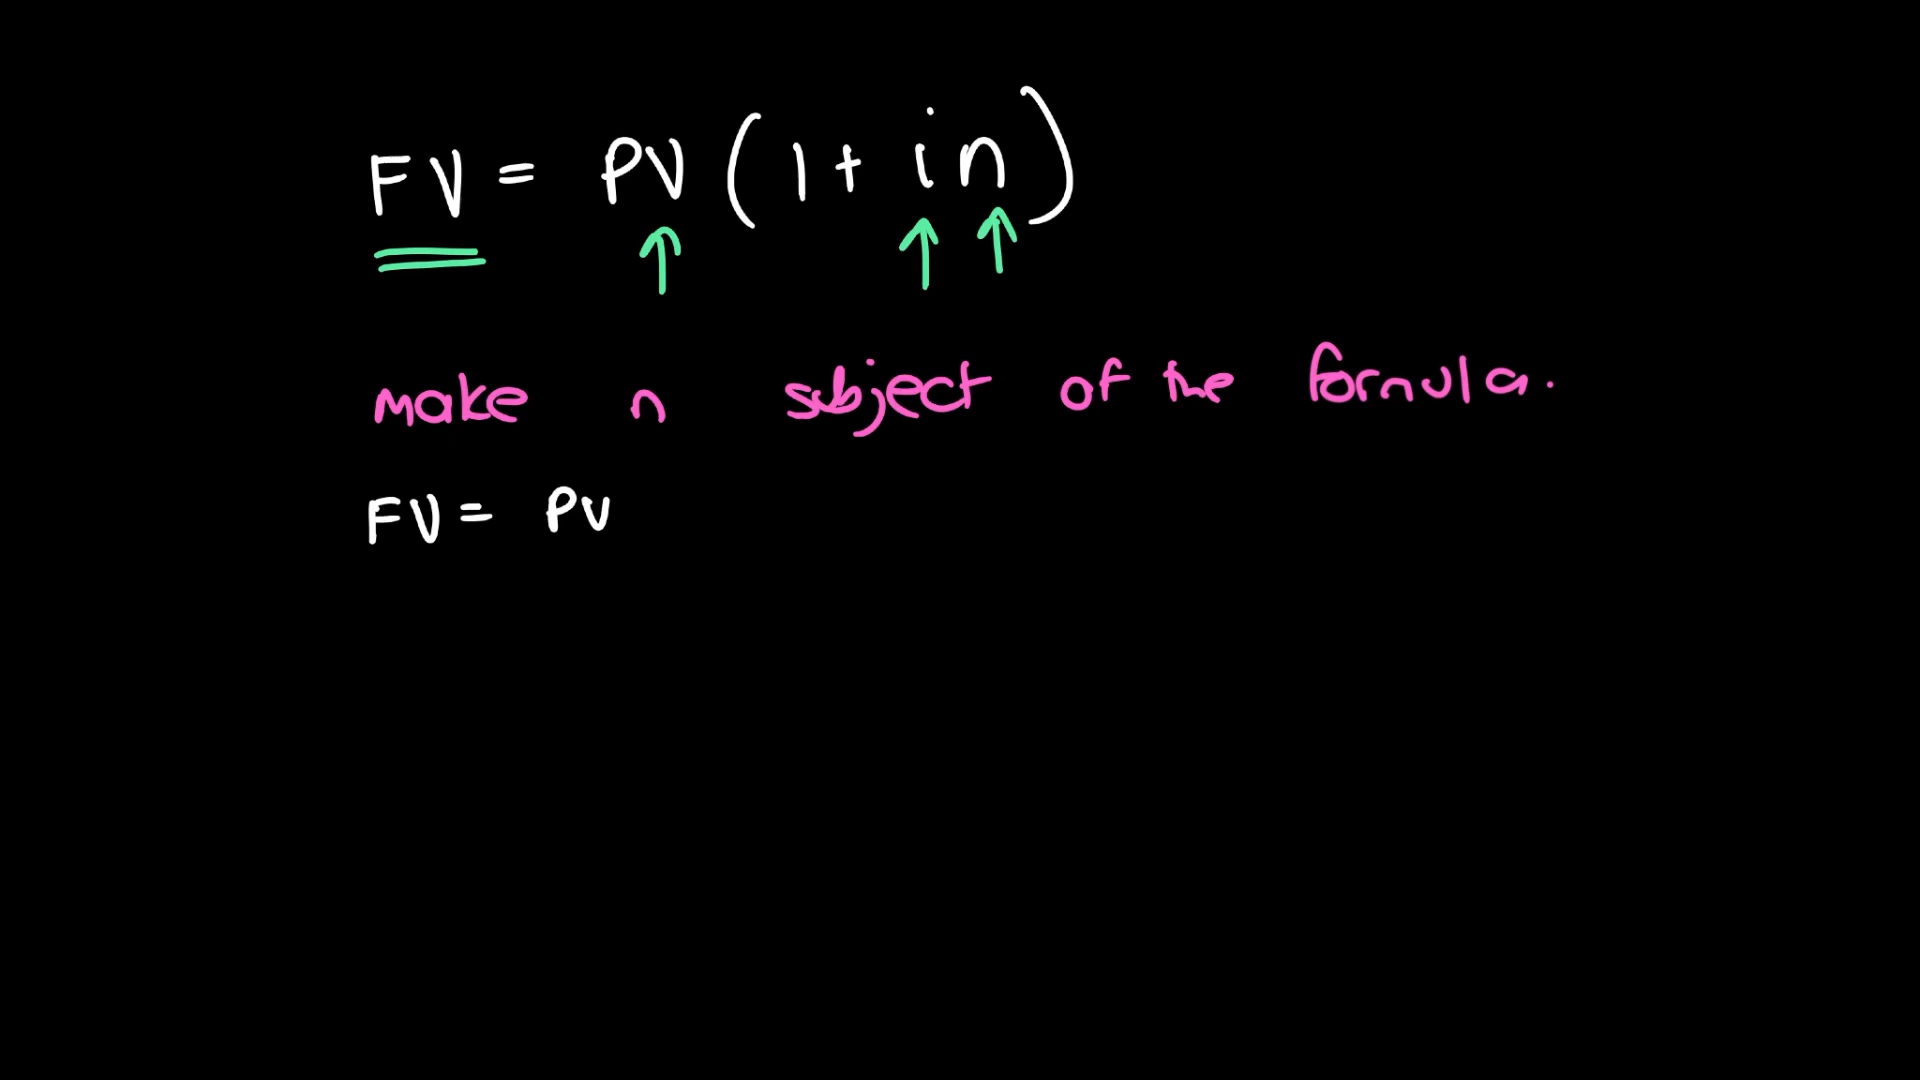 FV = PV (1 + in)
make n subject of the formula.
FV = PV